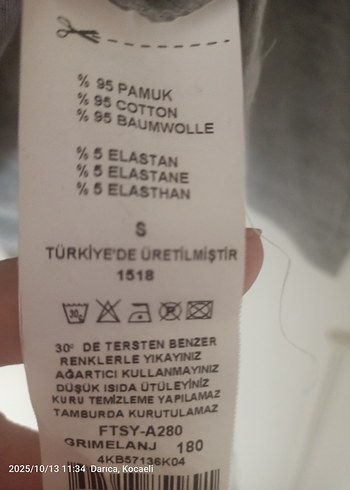 % 95 PAMUK
% 95 COTTON
% 95 BAUMWOLLE
% 5 ELASTAN
% 5 ELASTANE
% 5 ELASTHAN
S
TÜRKİYE'DE ÜRETİLMİŞTİR
1518
30°
30° DE TERSTEN BENZER
RENKLERLE YIKAYINIZ
AĞARTICI KULLANMAYINIZ
DÜŞÜK ISIDA ÜTÜLEYİNİZ
KURU TEMİZLEME YAPILAMAZ
TAMBURDA KURUTULAMAZ
FTSY-A280
GRIMELANJ 180
4KB57136K04
2025/10/13 11:34 Darıca, Kocaeli